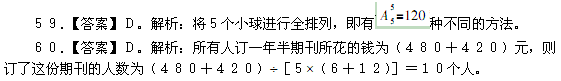 ５９．【答案】Ｄ。解析：将５个小球进行全排列，即有A₅⁵=120种不同的方法。
６０．【答案】Ｄ。解析：所有人订一年半期刊所花的钱为（４８０＋４２０）元，则
订了这份期刊的人数为（４８０＋４２０）÷［５×（６＋１２）］＝１０个人。